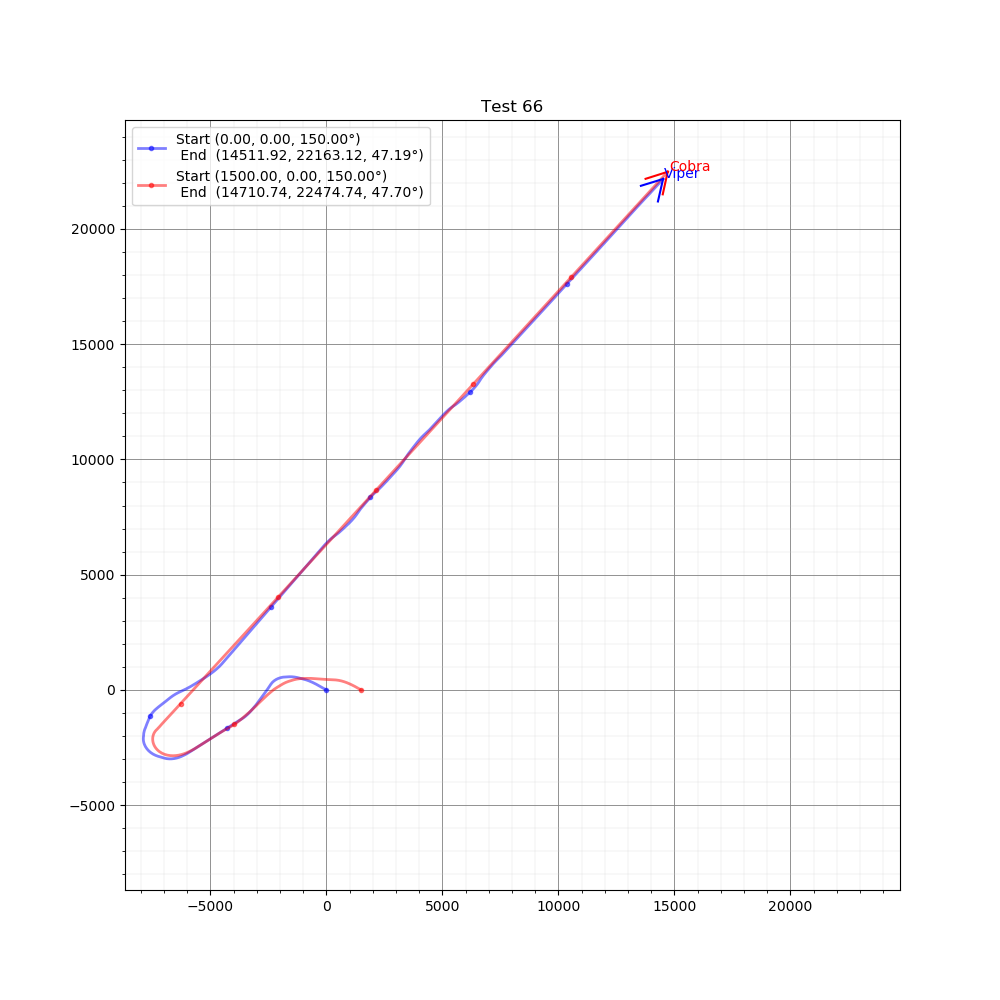 Test 66
Start (0.00, 0.00, 150.00°)
End (14511.92, 22163.12, 47.19°)
Start (1500.00, 0.00, 150.00°)
End (14710.74, 22474.74, 47.70°)
Cobra
Viper
20000
15000
10000
5000
0
−5000
−5000
0
5000
10000
15000
20000